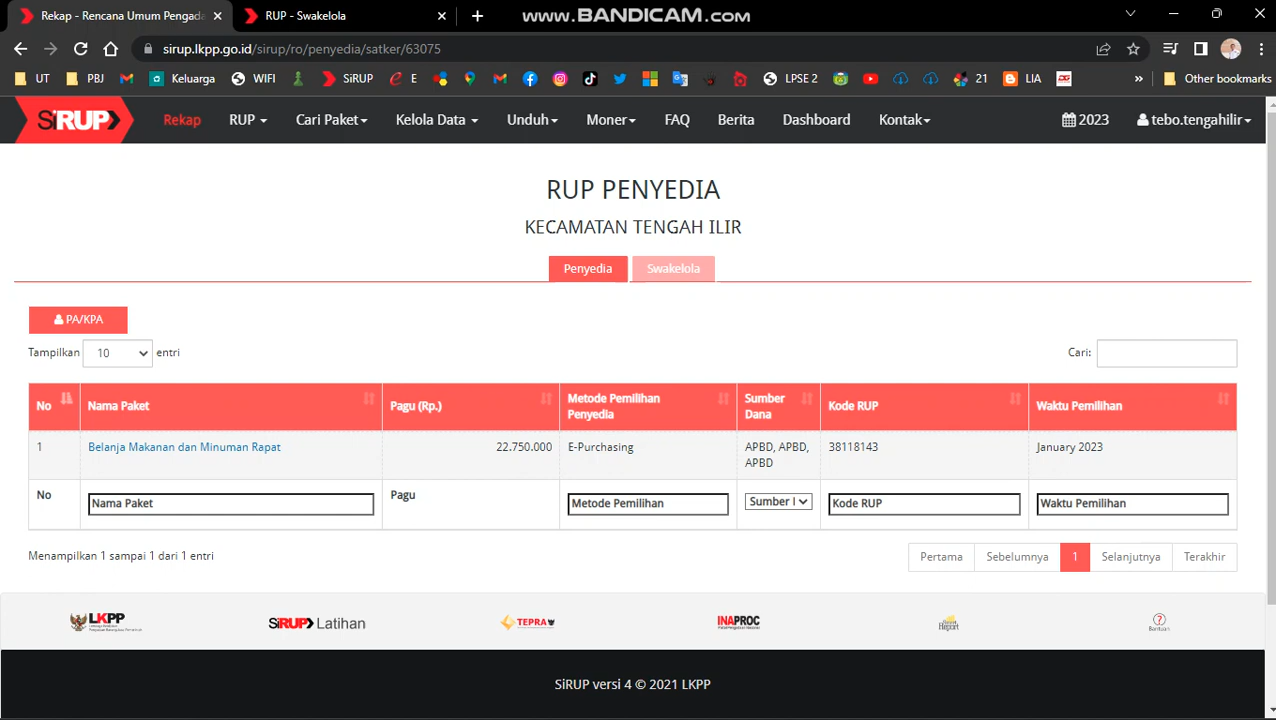 Rekap - Rencana Umum Pengada
RUP - Swakelola
www.BANDICAM.com
sirup.lkpp.go.id/sirup/ro/penyedia/satker/63075
UT
PBJ
Keluarga
WIFI
SiRUP
E
LPSE 2
21
LIA
»
Other bookmarks
SiRUP
Rekap
RUP
Cari Paket
Kelola Data
Unduh
Moner
FAQ
Berita
Dashboard
Kontak
2023
tebo.tengahilir
RUP PENYEDIA
KECAMATAN TENGAH ILIR
Penyedia
Swakelola
PA/KPA
Tampilkan 10 entri
Cari:
No
Nama Paket
Pagu (Rp.)
Metode Pemilihan
Penyedia
Sumber
Dana
Kode RUP
Waktu Pemilihan
1
Belanja Makanan dan Minuman Rapat
22.750.000
E-Purchasing
APBD, APBD,
APBD
38118143
January 2023
No
Nama Paket
Pagu
Metode Pemilihan
Sumber
Kode RUP
Waktu Pemilihan
Menampilkan 1 sampai 1 dari 1 entri
Pertama
Sebelumnya
1
Selanjutnya
Terakhir
LKPP
SiRUP Latihan
TEPRA
INAPROC
Bantuan
SiRUP versi 4 © 2021 LKPP